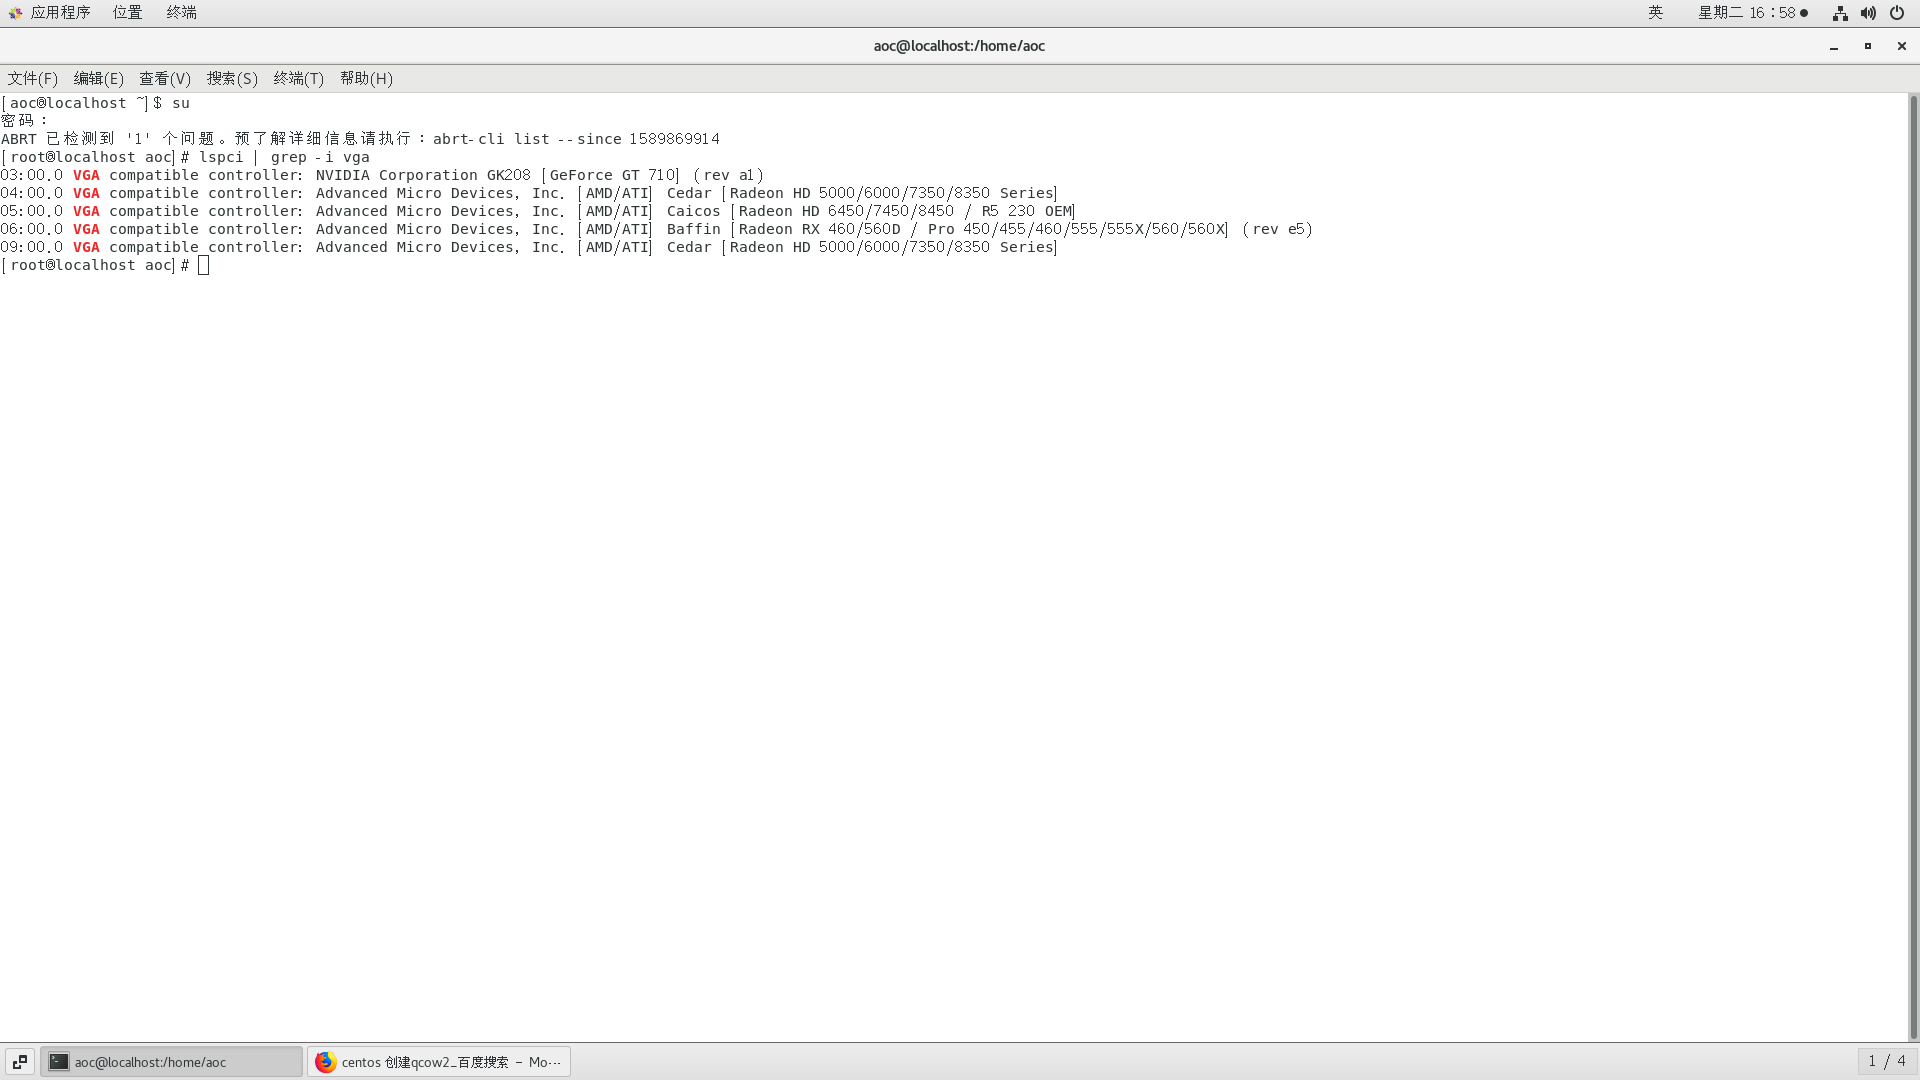 应用程序 位置 终端 英 星期二 16：58
aoc@localhost:/home/aoc
文件(F) 编辑(E) 查看(V) 搜索(S) 终端(T) 帮助(H)
[aoc@localhost ~]$ su
密码：
ABRT 已检测到 '1' 个问题。预了解详细信息请执行：abrt-cli list --since 1589869914
[root@localhost aoc]# lspci | grep -i vga
03:00.0 VGA compatible controller: NVIDIA Corporation GK208 [GeForce GT 710] (rev a1)
04:00.0 VGA compatible controller: Advanced Micro Devices, Inc. [AMD/ATI] Cedar [Radeon HD 5000/6000/7350/8350 Series]
05:00.0 VGA compatible controller: Advanced Micro Devices, Inc. [AMD/ATI] Caicos [Radeon HD 6450/7450/8450 / R5 230 OEM]
06:00.0 VGA compatible controller: Advanced Micro Devices, Inc. [AMD/ATI] Baffin [Radeon RX 460/560D / Pro 450/455/460/555/555X/560/560X] (rev e5)
09:00.0 VGA compatible controller: Advanced Micro Devices, Inc. [AMD/ATI] Cedar [Radeon HD 5000/6000/7350/8350 Series]
[root@localhost aoc]#
aoc@localhost:/home/aoc centos 创建qcow2_百度搜索 – Mo··· 1 / 4